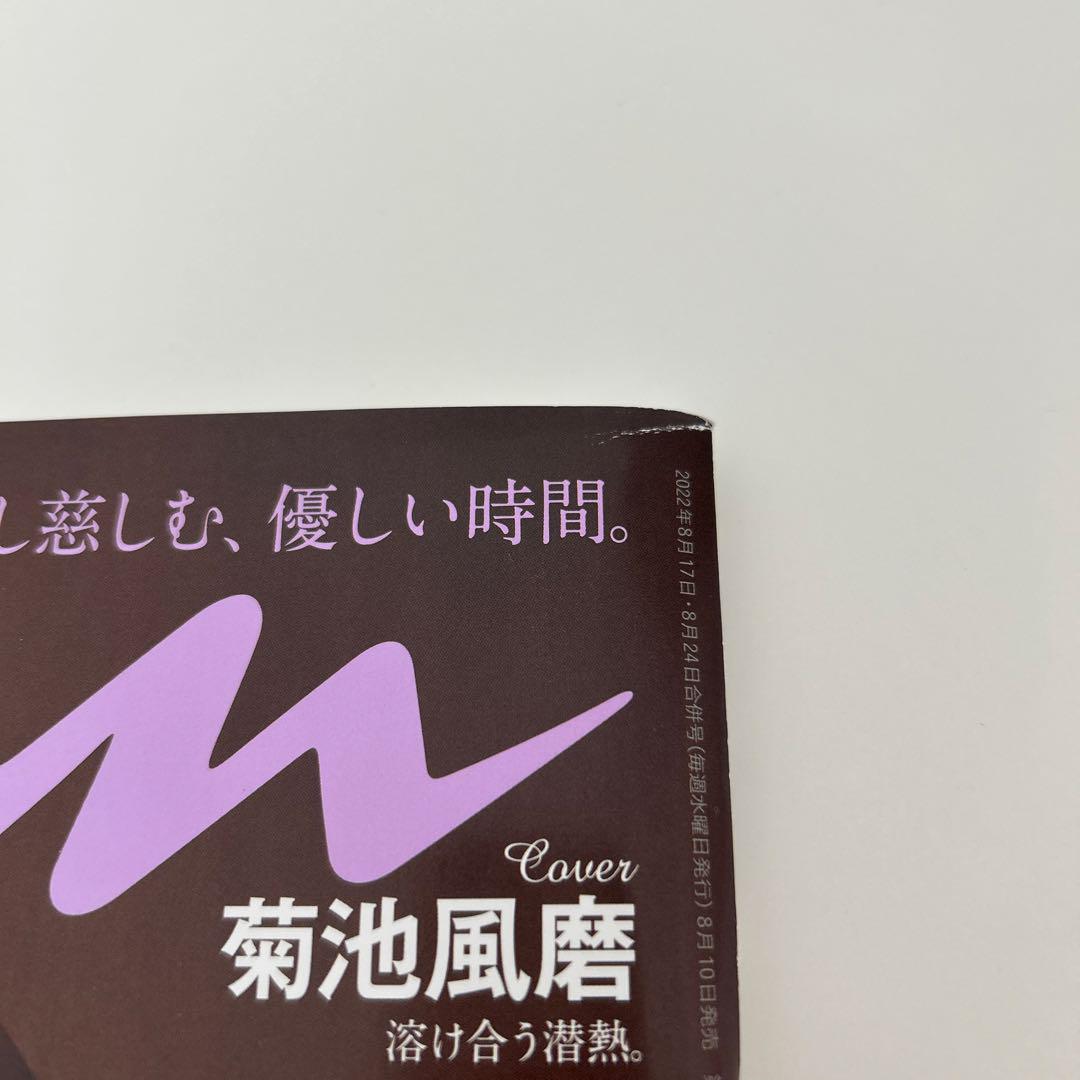 し慈しむ、優しい時間。
Cover
菊池風磨
溶け合う潜熱。
2022年8月17日・8月24日合併号(毎週水曜日発行)8月10日発売